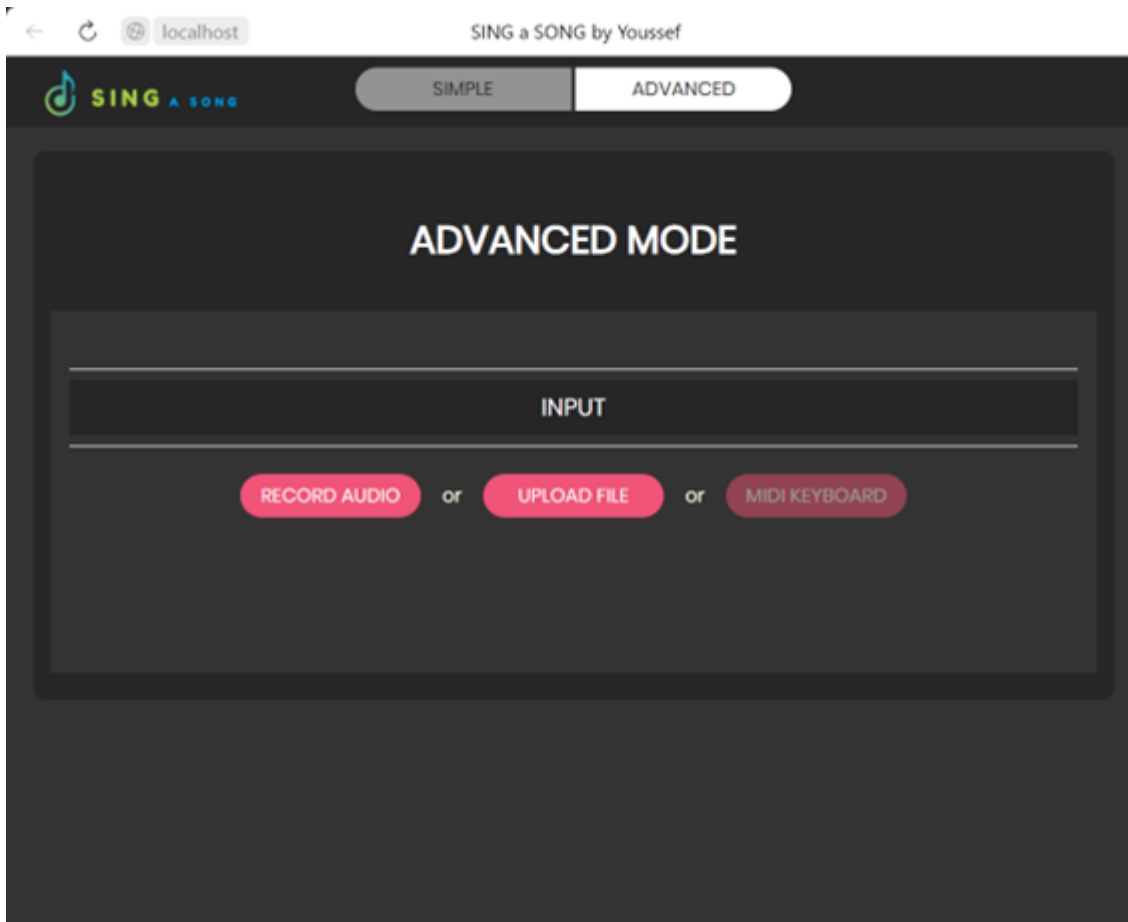 localhost SING a SONG by Youssef
SING A SONG SIMPLE ADVANCED
ADVANCED MODE
INPUT
RECORD AUDIO or UPLOAD FILE or MIDI KEYBOARD